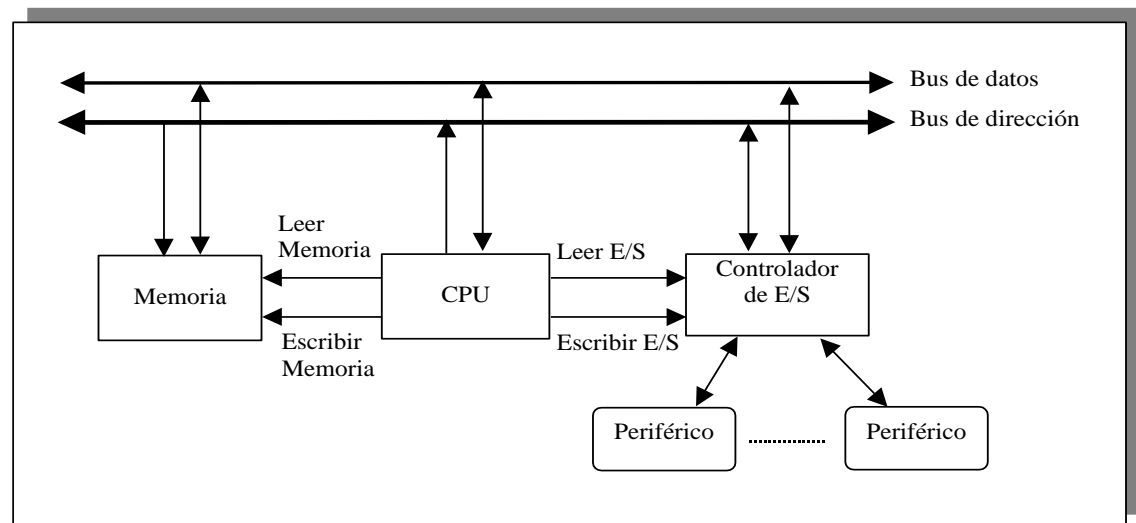 Bus de datos
Bus de dirección
Leer
Memoria
Leer E/S
Controlador
de E/S
Memoria
CPU
Escribir
Memoria
Escribir E/S
Periférico
Periférico